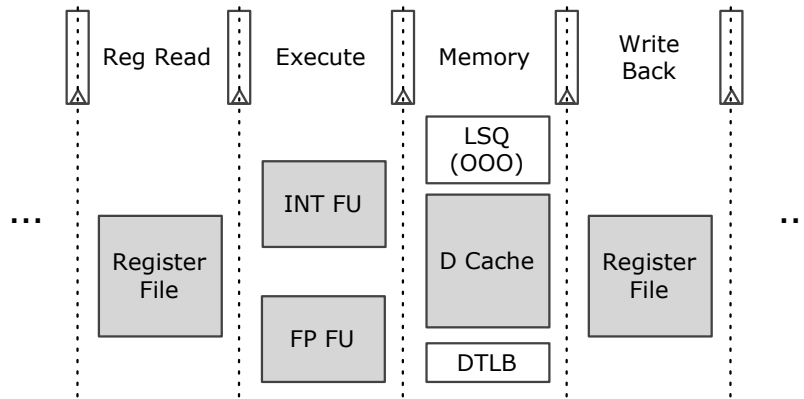 Reg Read
Execute
Memory
Write
Back
LSQ
(OOO)
INT FU
...
Register
File
D Cache
Register
File
..
FP FU
DTLB